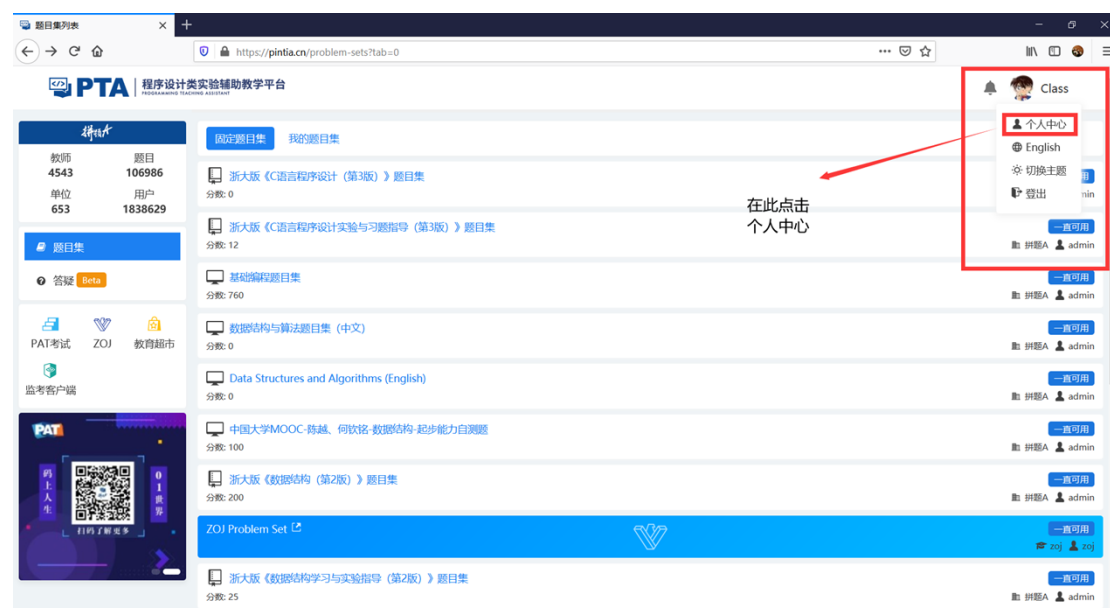 题目集列表
https://pintia.cn/problem-sets?tab=0
PTA 程序设计类实验辅助教学平台
PROGRAMMING TEACHING ASSISTANT
Class
个人中心
English
切换主题
登出
拼题A
教师 题目
4543 106986
单位 用户
653 1838629
题目集
答疑 Beta
PAT考试 ZOJ 教育超市
监考客户端
PAT
码上人生
01世界
扫码了解更多
固定题目集 我的题目集
浙大版《C语言程序设计（第3版）》题目集
分数: 0
在此点击
个人中心
浙大版《C语言程序设计实验与习题指导（第3版）》题目集 一直可用
分数: 12 拼题A admin
基础编程题目集 一直可用
分数: 760 拼题A admin
数据结构与算法题目集（中文） 一直可用
分数: 0 拼题A admin
Data Structures and Algorithms (English) 一直可用
分数: 0 拼题A admin
中国大学MOOC-陈越、何钦铭-数据结构-起步能力自测题 一直可用
分数: 100 拼题A admin
浙大版《数据结构（第2版）》题目集 一直可用
分数: 200 拼题A admin
ZOJ Problem Set 一直可用
zoj zoj
浙大版《数据结构学习与实验指导（第2版）》题目集 一直可用
分数: 25 拼题A admin